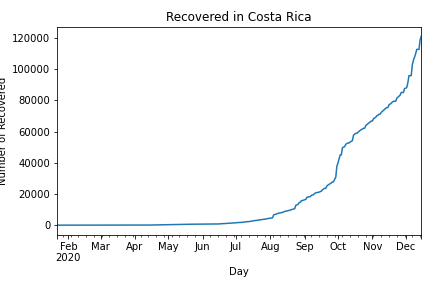 Recovered in Costa Rica
Number of Recovered
120000
100000
80000
60000
40000
20000
0
Feb Mar Apr May Jun Jul Aug Sep Oct Nov Dec
2020
Day